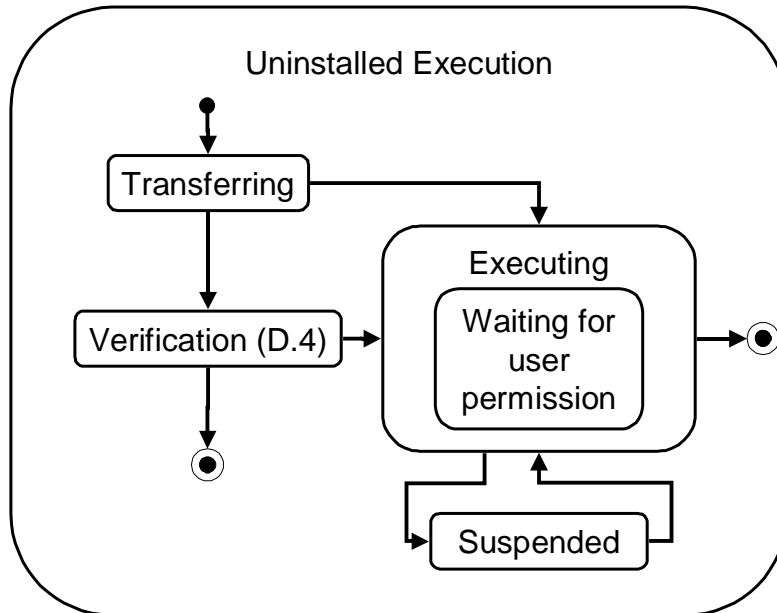 Uninstalled Execution
Transferring
Executing
Waiting for
user
permission
Verification (D.4)
Suspended